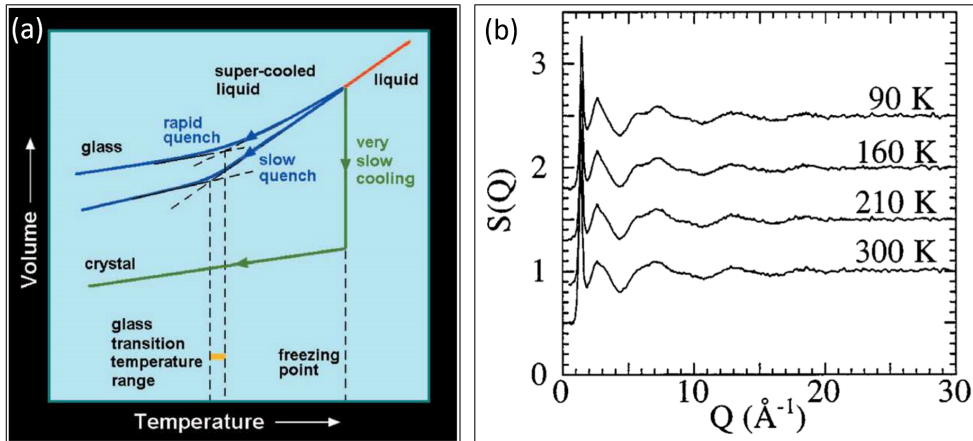 (a)
super-cooled
liquid
liquid
rapid
quench
glass
slow
quench
very
slow
cooling
crystal
glass
transition
temperature
range
freezing
point
Volume
Temperature
(b)
3
2
1
0
S(Q)
90 K
160 K
210 K
300 K
0
10
20
30
Q (Å⁻¹)